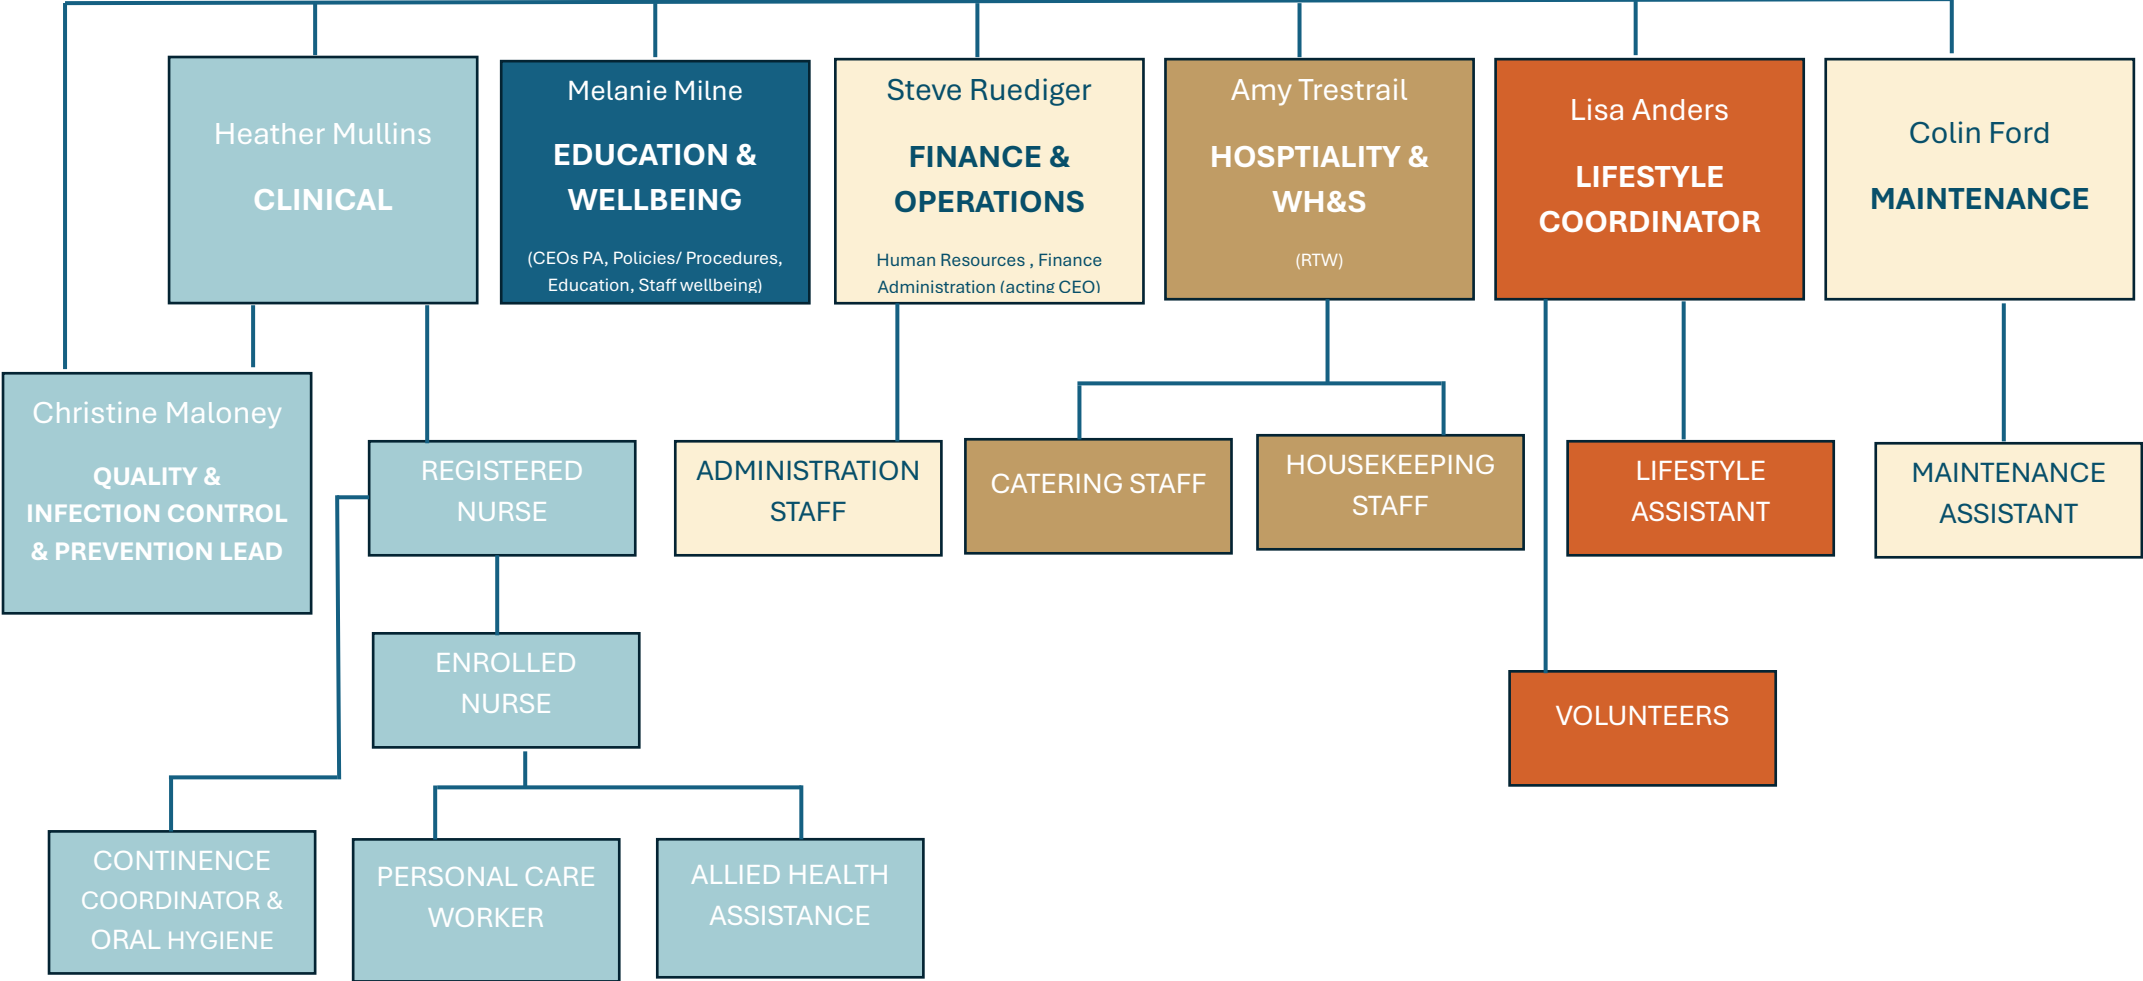 Heather Mullins
CLINICAL
Melanie Milne
EDUCATION &
WELLBEING
(CEOs PA, Policies/ Procedures,
Education, Staff wellbeing)
Steve Ruediger
FINANCE &
OPERATIONS
Human Resources , Finance
Administration (acting CEO)
Amy Trestrail
HOSPTIALITY &
WH&S
(RTW)
Lisa Anders
LIFESTYLE
COORDINATOR
Colin Ford
MAINTENANCE
Christine Maloney
QUALITY &
INFECTION CONTROL
& PREVENTION LEAD
REGISTERED
NURSE
ADMINISTRATION
STAFF
CATERING STAFF
HOUSEKEEPING
STAFF
LIFESTYLE
ASSISTANT
MAINTENANCE
ASSISTANT
ENROLLED
NURSE
VOLUNTEERS
CONTINENCE
COORDINATOR &
ORAL HYGIENE
PERSONAL CARE
WORKER
ALLIED HEALTH
ASSISTANCE